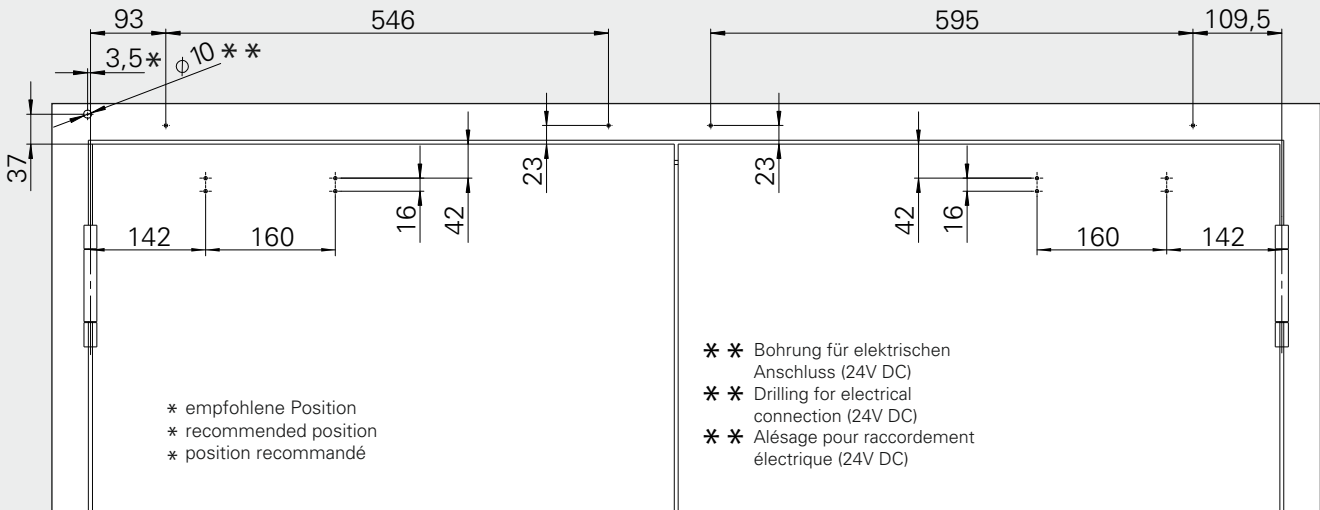 93 546 595 109,5
3,5* ϕ10 * *
37
23 23
16 42 42 16
142 160 160 142
* empfohlene Position
* recommended position
* position recommandé
* * Bohrung für elektrischen
Anschluss (24V DC)
* * Drilling for electrical
connection (24V DC)
* * Alésage pour raccordement
électrique (24V DC)